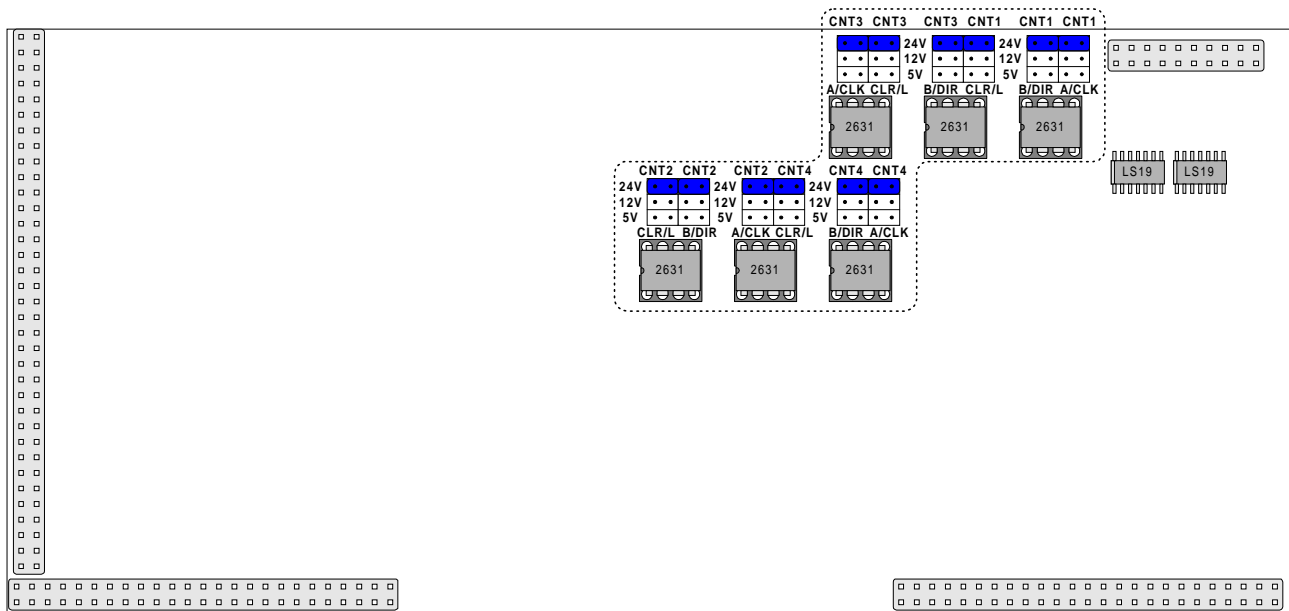 CNT3 CNT3 CNT3 CNT1 CNT1 CNT1
24V 24V
12V 12V
5V 5V
A/CLK CLR/L B/DIR CLR/L B/DIR A/CLK
2631 2631 2631
LS19 LS19
CNT2 CNT2 CNT2 CNT4 CNT4 CNT4
24V 24V 24V
12V 12V 12V
5V 5V 5V
CLR/L B/DIR A/CLK CLR/L B/DIR A/CLK
2631 2631 2631